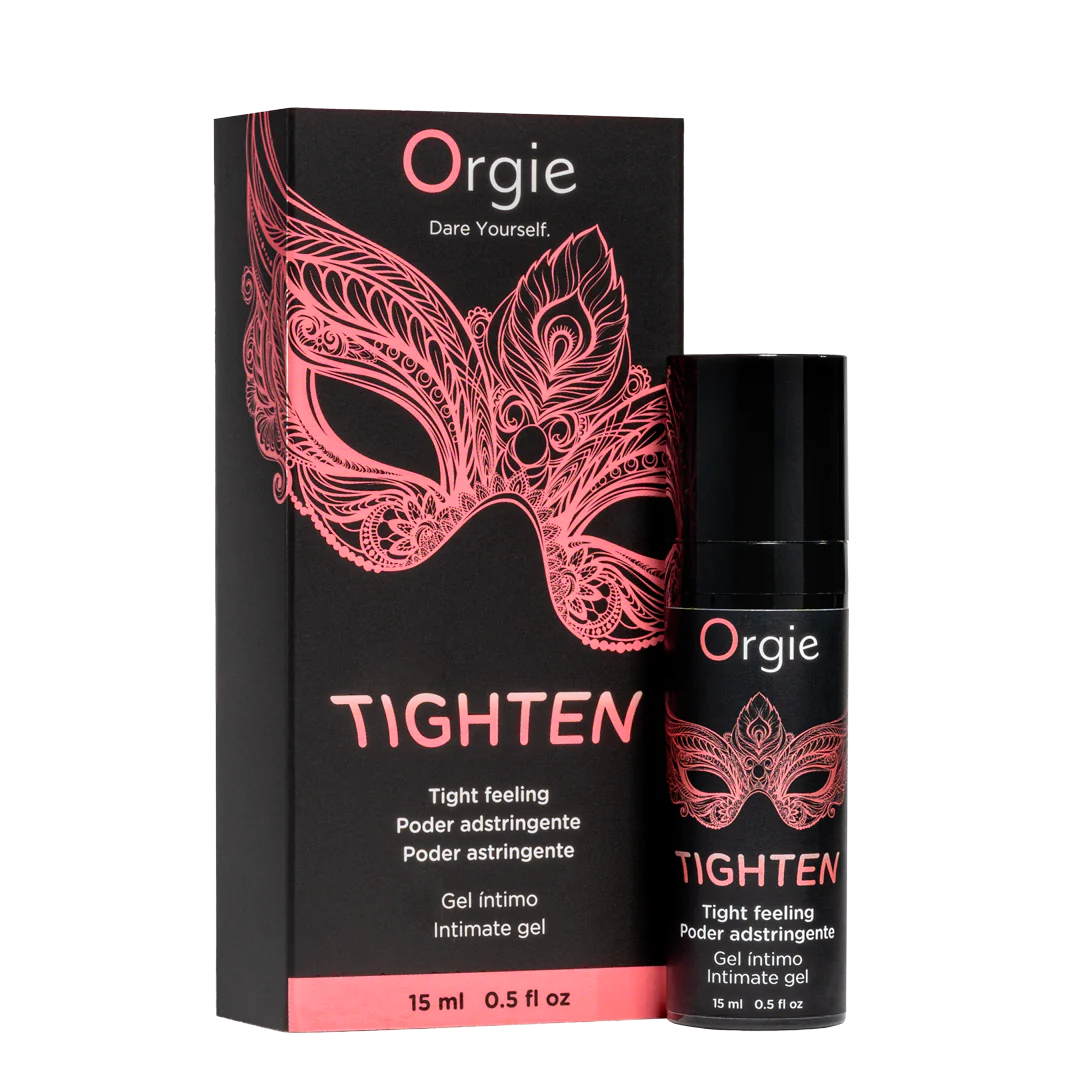 Orgie
Dare Yourself.
TIGHTEN
Tight feeling
Poder adstringente
Poder astringente
Gel íntimo
Intimate gel
15 ml 0.5 fl oz
Orgie
TIGHTEN
Tight feeling
Poder adstringente
Gel íntimo
Intimate gel
15 ml 0.5 fl oz